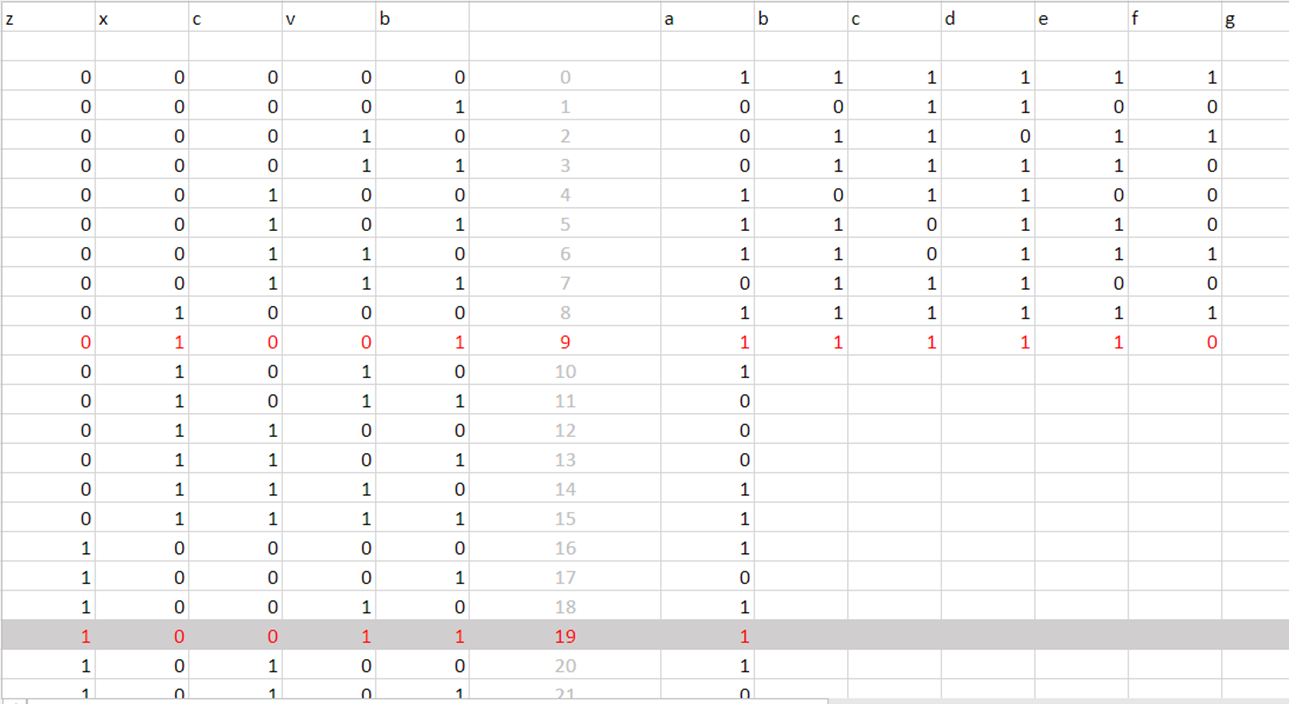 z x c v b a b c d e f g
0 0 0 0 0 0 1 1 1 1 1 1
0 0 0 0 1 1 0 0 1 1 0 0
0 0 0 1 0 2 0 1 1 0 1 1
0 0 0 1 1 3 0 1 1 1 1 0
0 0 1 0 0 4 1 0 1 1 0 0
0 0 1 0 1 5 1 1 0 1 1 0
0 0 1 1 0 6 1 1 0 1 1 1
0 0 1 1 1 7 0 1 1 1 0 0
0 1 0 0 0 8 1 1 1 1 1 1
0 1 0 0 1 9 1 1 1 1 1 0
0 1 0 1 0 10 1
0 1 0 1 1 11 0
0 1 1 0 0 12 0
0 1 1 0 1 13 0
0 1 1 1 0 14 1
0 1 1 1 1 15 1
1 0 0 0 0 16 1
1 0 0 0 1 17 0
1 0 0 1 0 18 1
1 0 0 1 1 19 1
1 0 1 0 0 20 1
1 0 1 0 1 21 0